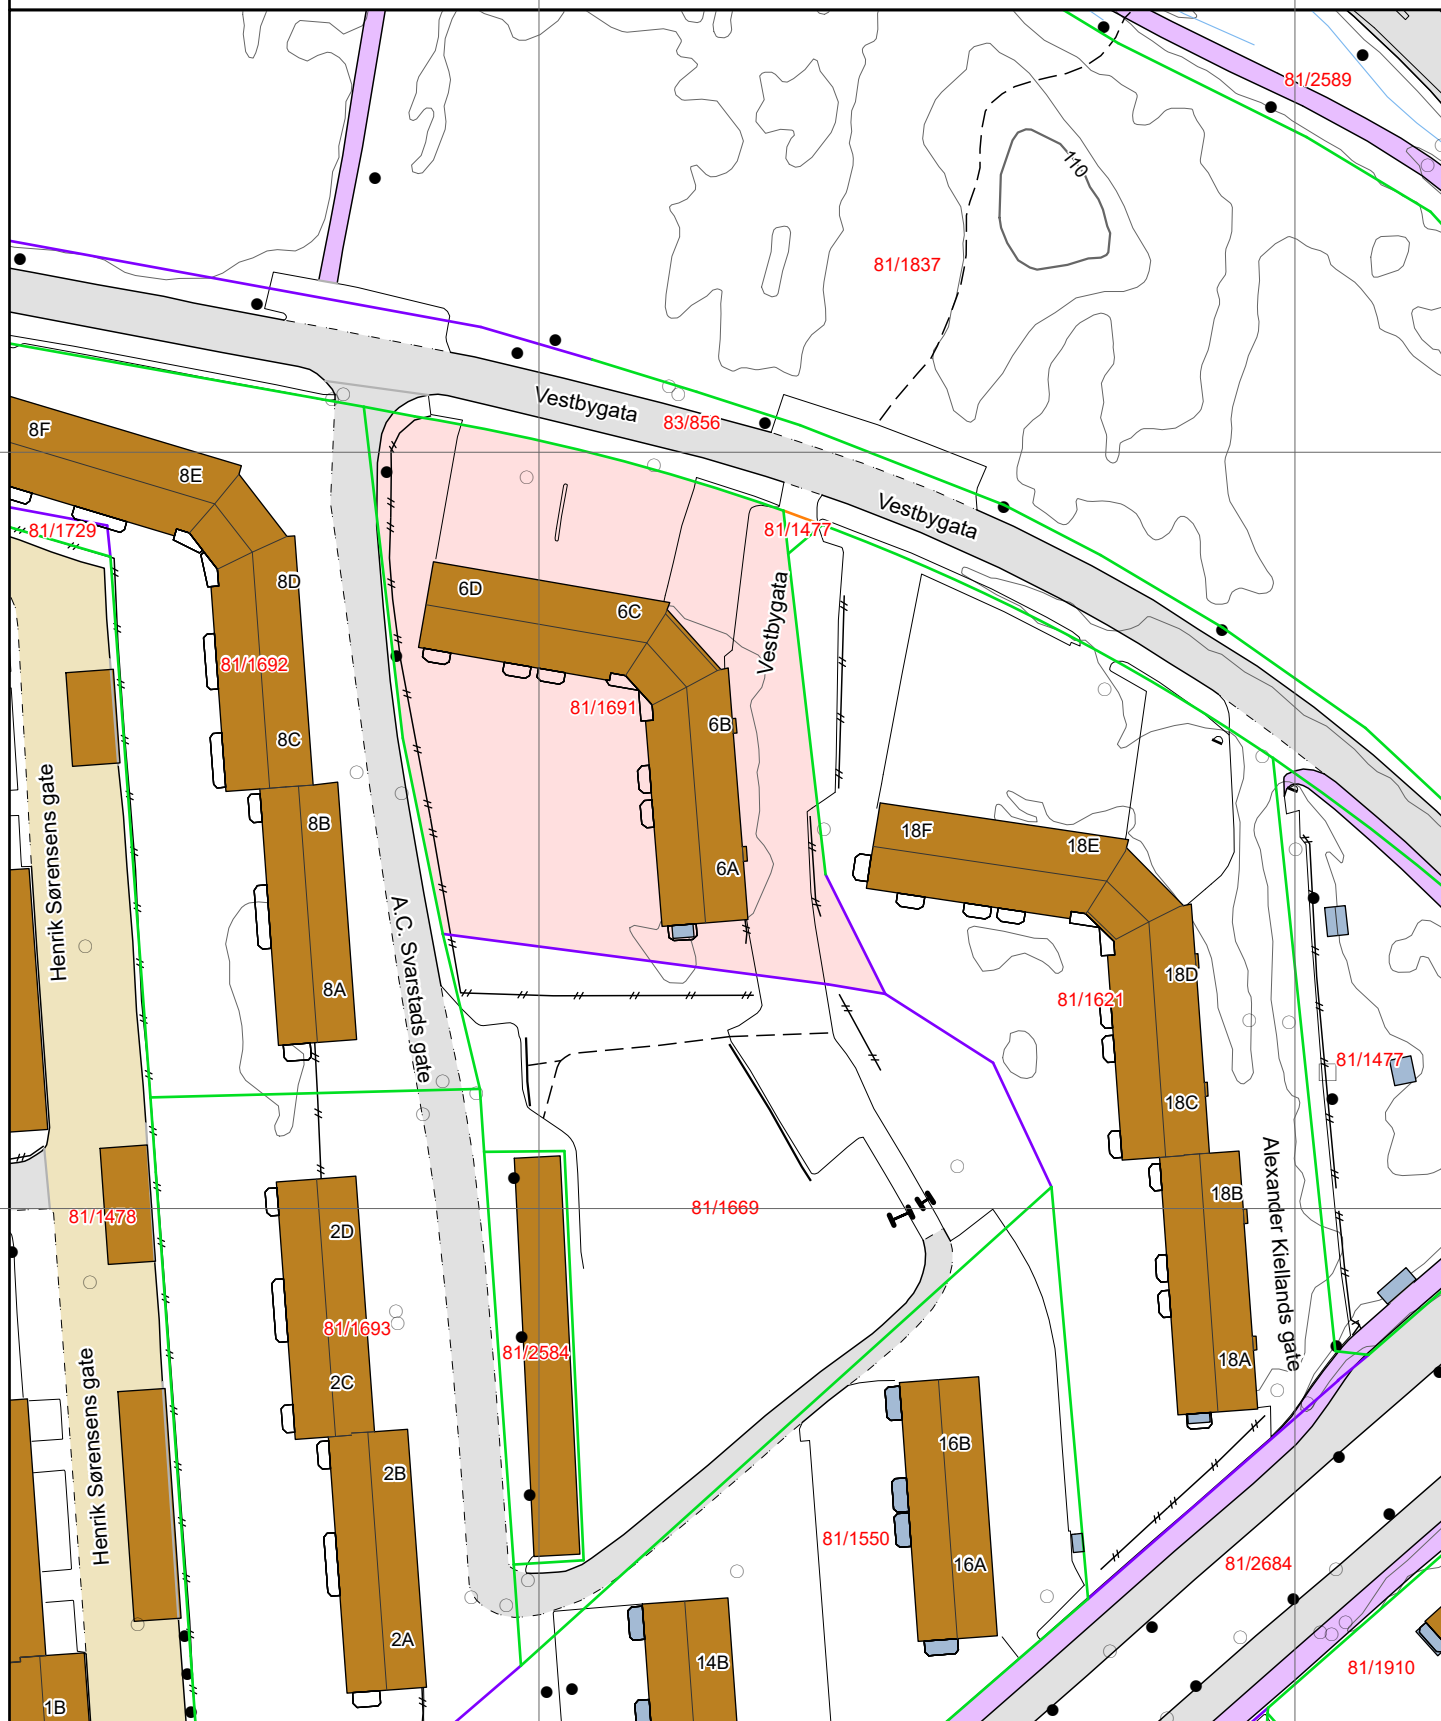 81/2589
110
81/1837
Vestbygata
83/856
8F
8E
Vestbygata
81/1729
81/1477
8D
6D
6C
Vestbygata
81/1692
81/1691
6B
8C
D
Henrik Sørensens gate
8B
18F
18E
6A
A.C. Svarstads gate
8A
18D
81/1621
81/1477
18C
Alexander Kiellands gate
18B
81/1669
81/1478
2D
81/1693
81/2584
18A
Henrik Sørensens gate
2C
16B
2B
81/1550
16A
81/2684
2A
14B
81/1910
1B